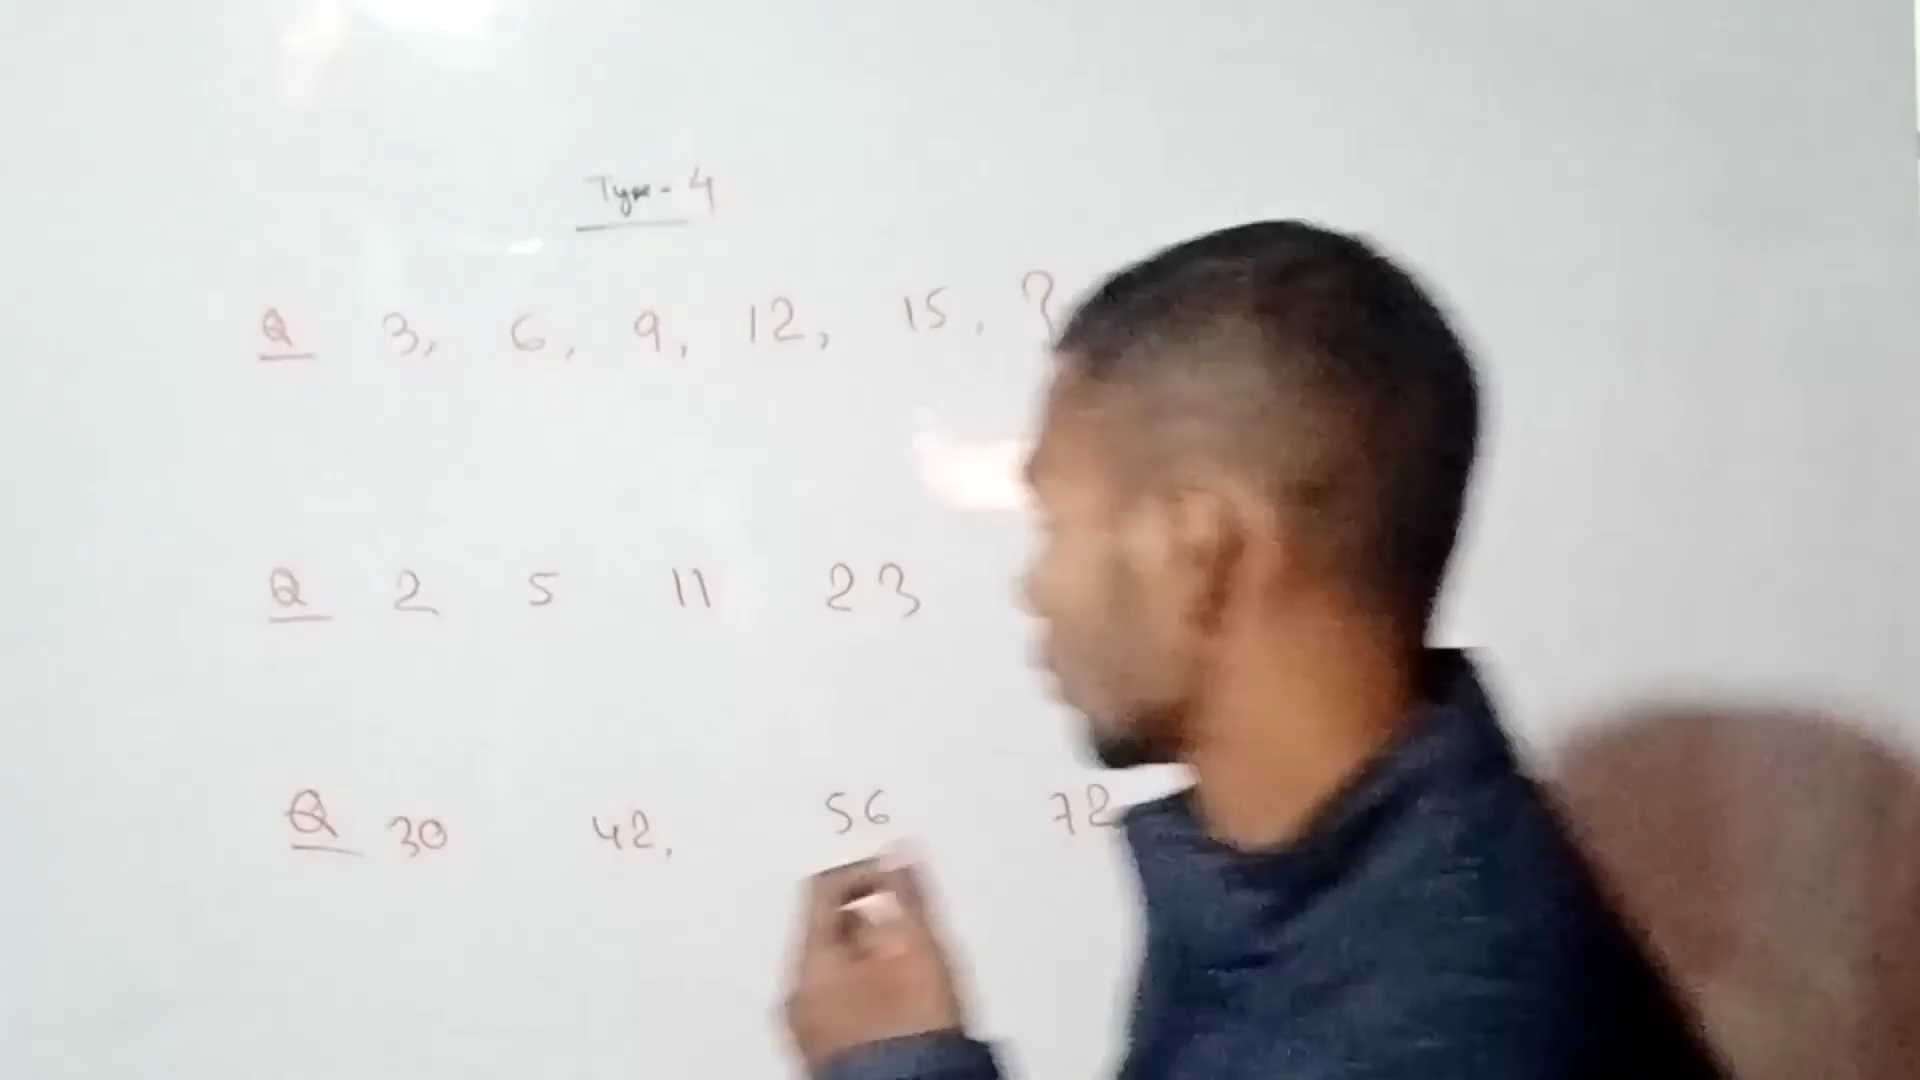 Type - 4
Q 3, 6, 9, 12, 15, ?
Q 2 5 11 23
Q 30 42, 56 72